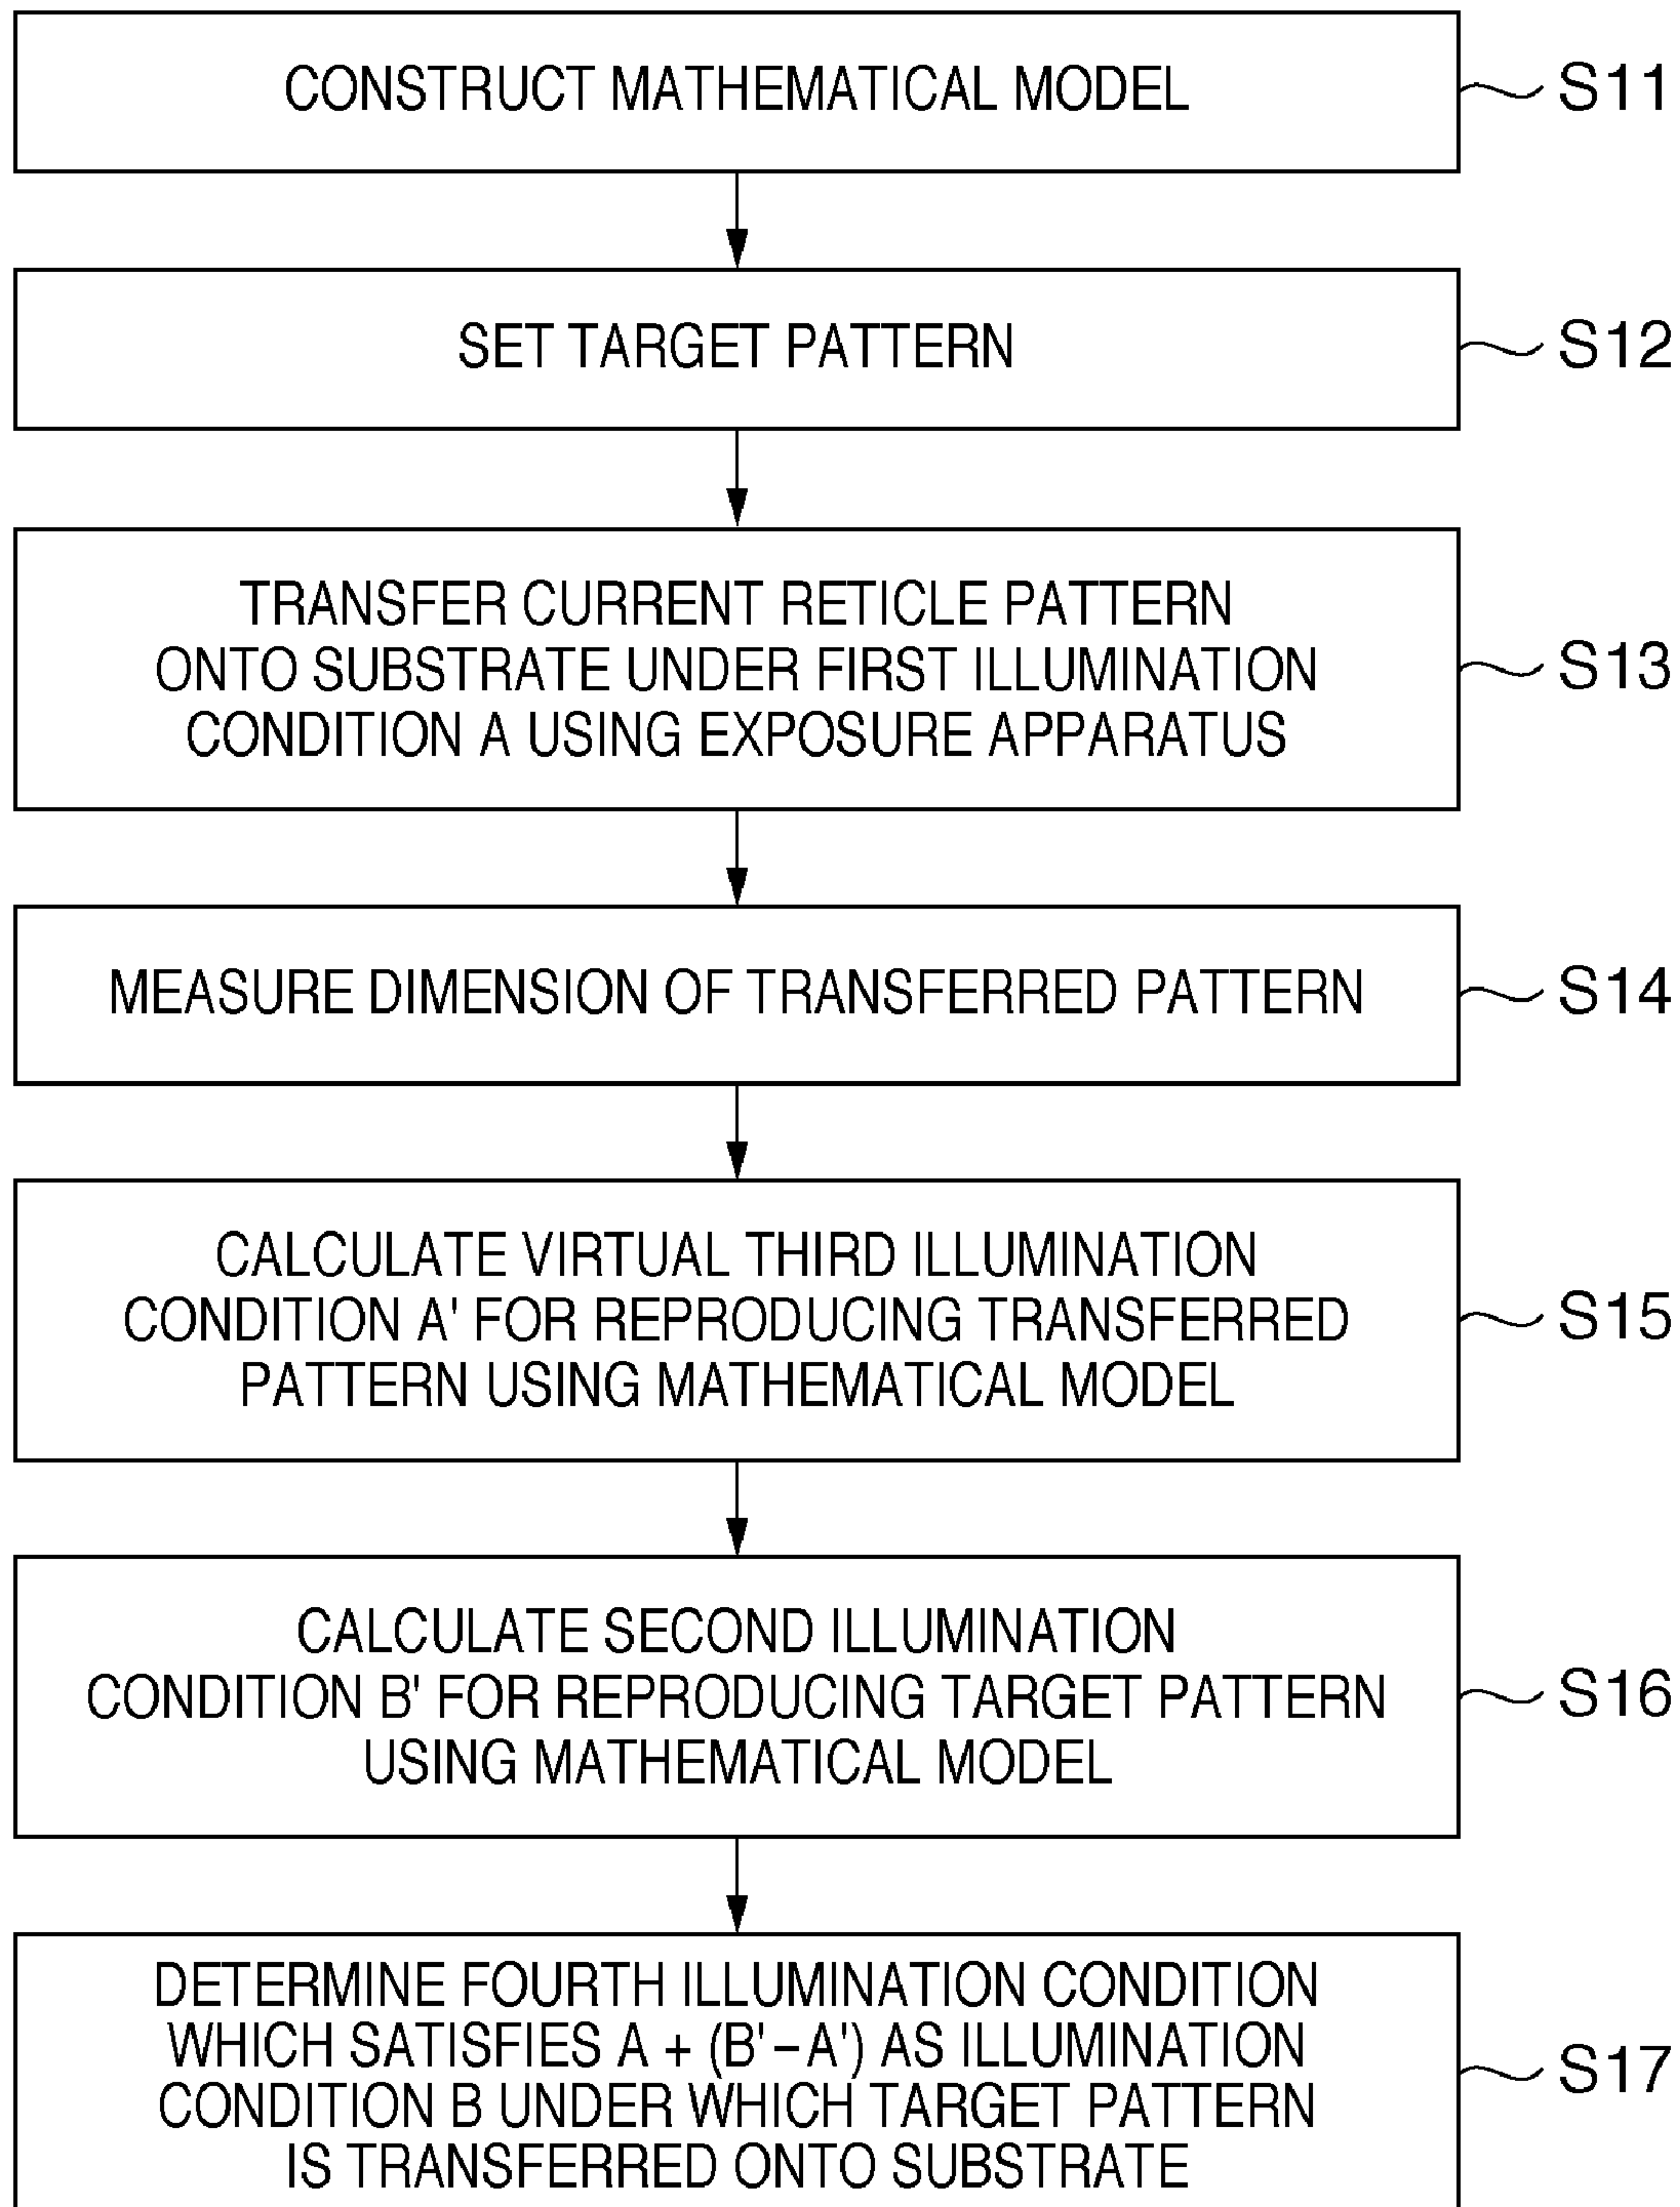 CONSTRUCT MATHEMATICAL MODEL
S11
SET TARGET PATTERN
S12
TRANSFER CURRENT RETICLE PATTERN
ONTO SUBSTRATE UNDER FIRST ILLUMINATION
CONDITION A USING EXPOSURE APPARATUS
S13
MEASURE DIMENSION OF TRANSFERRED PATTERN
S14
CALCULATE VIRTUAL THIRD ILLUMINATION
CONDITION A' FOR REPRODUCING TRANSFERRED
PATTERN USING MATHEMATICAL MODEL
S15
CALCULATE SECOND ILLUMINATION
CONDITION B' FOR REPRODUCING TARGET PATTERN
USING MATHEMATICAL MODEL
S16
DETERMINE FOURTH ILLUMINATION CONDITION
WHICH SATISFIES A + (B'−A') AS ILLUMINATION
CONDITION B UNDER WHICH TARGET PATTERN
IS TRANSFERRED ONTO SUBSTRATE
S17